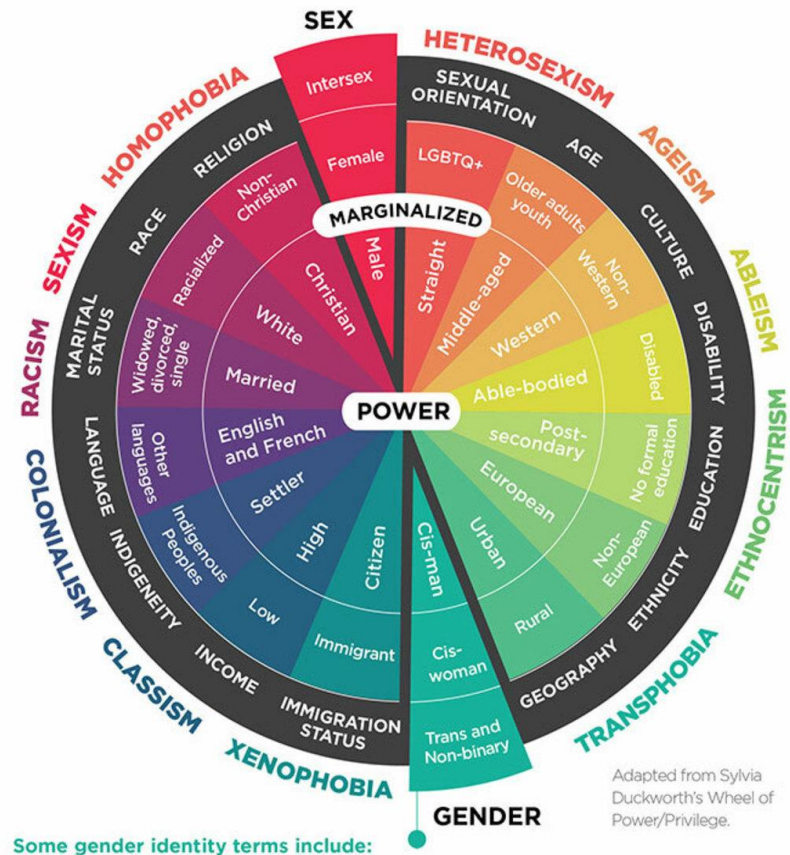 SEX
HETEROSEXISM
AGEISM
ABLEISM
ETHNOCENTRISM
TRANSPHOBIA
XENOPHOBIA
CLASSISM
COLONIALISM
RACISM
SEXISM
HOMOPHOBIA
SEXUAL
ORIENTATION
AGE
CULTURE
DISABILITY
EDUCATION
ETHNICITY
GEOGRAPHY
IMMIGRATION
STATUS
INCOME
INDIGENEITY
LANGUAGE
MARITAL
STATUS
RACE
RELIGION
Intersex
Female
MARGINALIZED
Male
LGBTQ+
Straight
Older adults
youth
Middle-aged
Non-
Western
Western
Disabled
Able-bodied
No formal
education
Post-
secondary
Non-
European
European
Rural
Urban
Cis-man
Cis-
woman
Trans and
Non-binary
Immigrant
Citizen
Low
High
Indigenous
Peoples
Settler
Other
languages
English
and French
Widowed,
divorced,
single
Married
Racialized
White
Non-
Christian
Christian
POWER
GENDER
Adapted from Sylvia
Duckworth's Wheel of
Power/Privilege.
Some gender identity terms include: